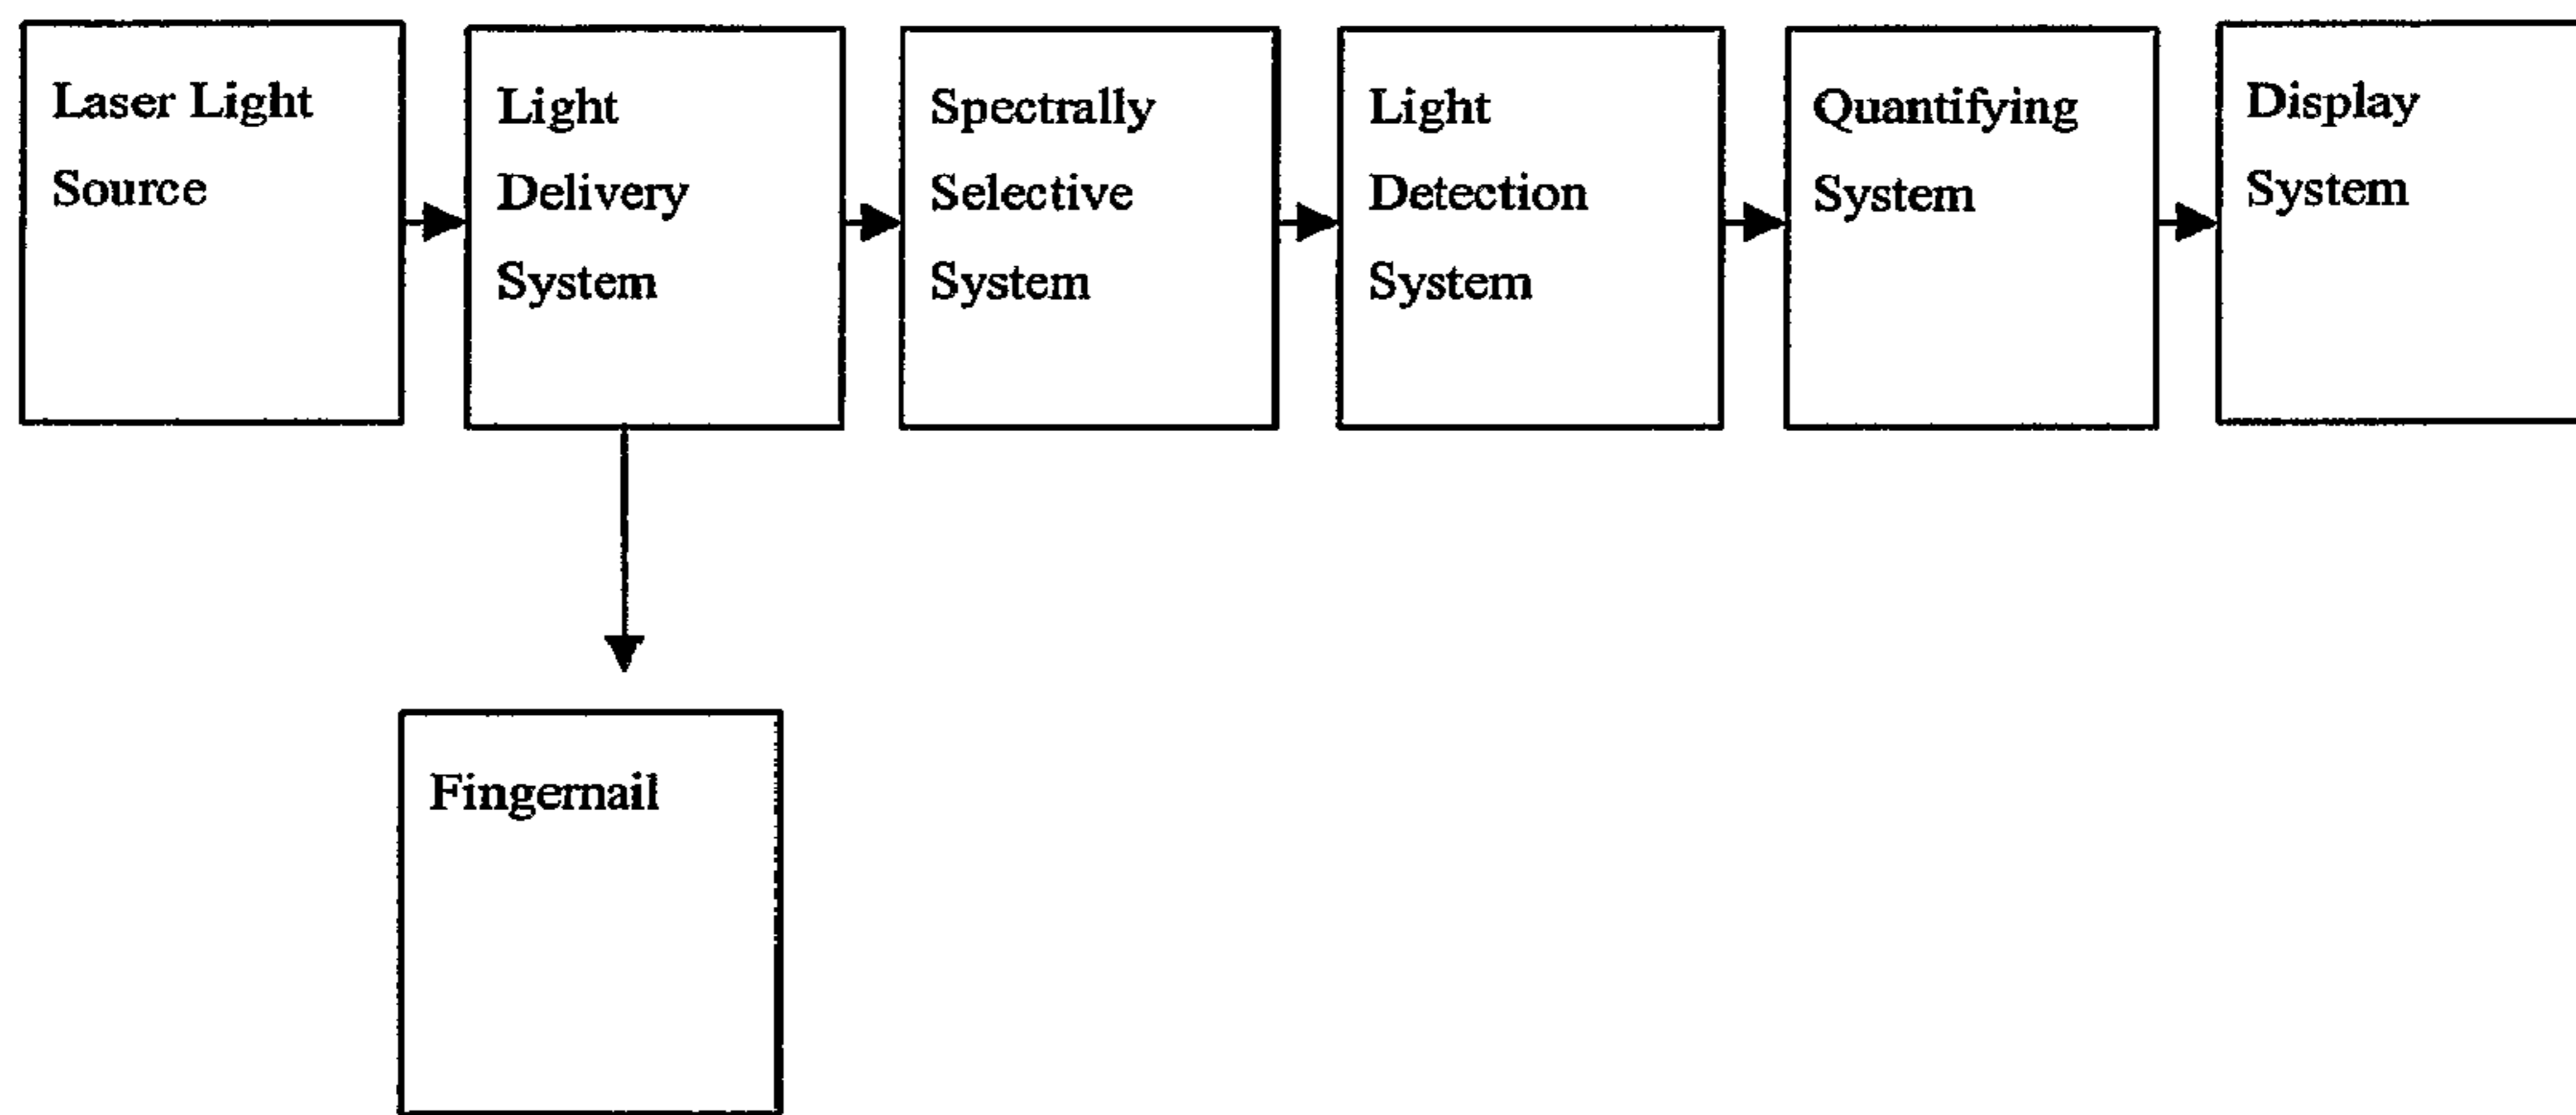 Laser Light
Source
Light
Delivery
System
Spectrally
Selective
System
Light
Detection
System
Quantifying
System
Display
System
Fingernail